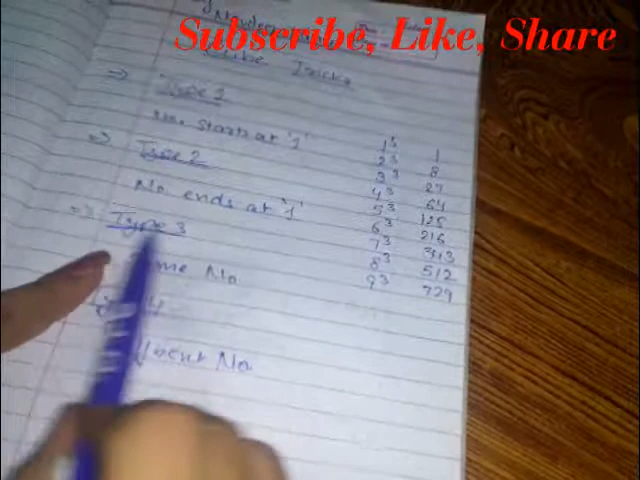 Subscribe, Like, Share
Cube Tricks
⇒ Type 1
No. starts at '1'
⇒ Type 2
No ends at '1'
⇒ Type 3
Same No
No
1³ 1
2³ 8
3³ 27
4³ 64
5³ 125
6³ 216
7³ 343
8³ 512
9³ 729